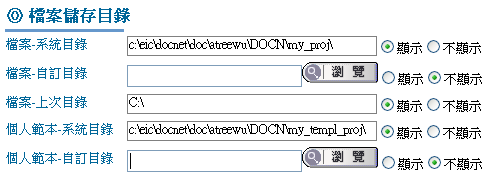 檔案儲存目錄
檔案-系統目錄 c:\eic\docnet\doc\atreewu\DOCN\my_proj\ 顯示 不顯示
檔案-自訂目錄 瀏覽 顯示 不顯示
檔案-上次目錄 C:\ 顯示 不顯示
個人範本-系統目錄 c:\eic\docnet\doc\atreewu\DOCN\my_templ_proj\ 顯示 不顯示
個人範本-自訂目錄 瀏覽 顯示 不顯示